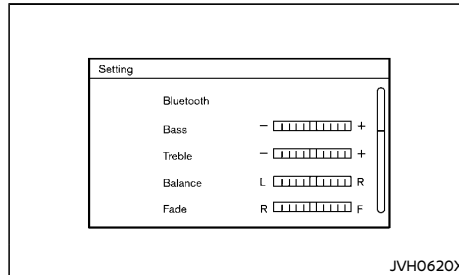 Setting
Bluetooth
Bass − +
Treble − +
Balance L R
Fade R F
JVH0620X